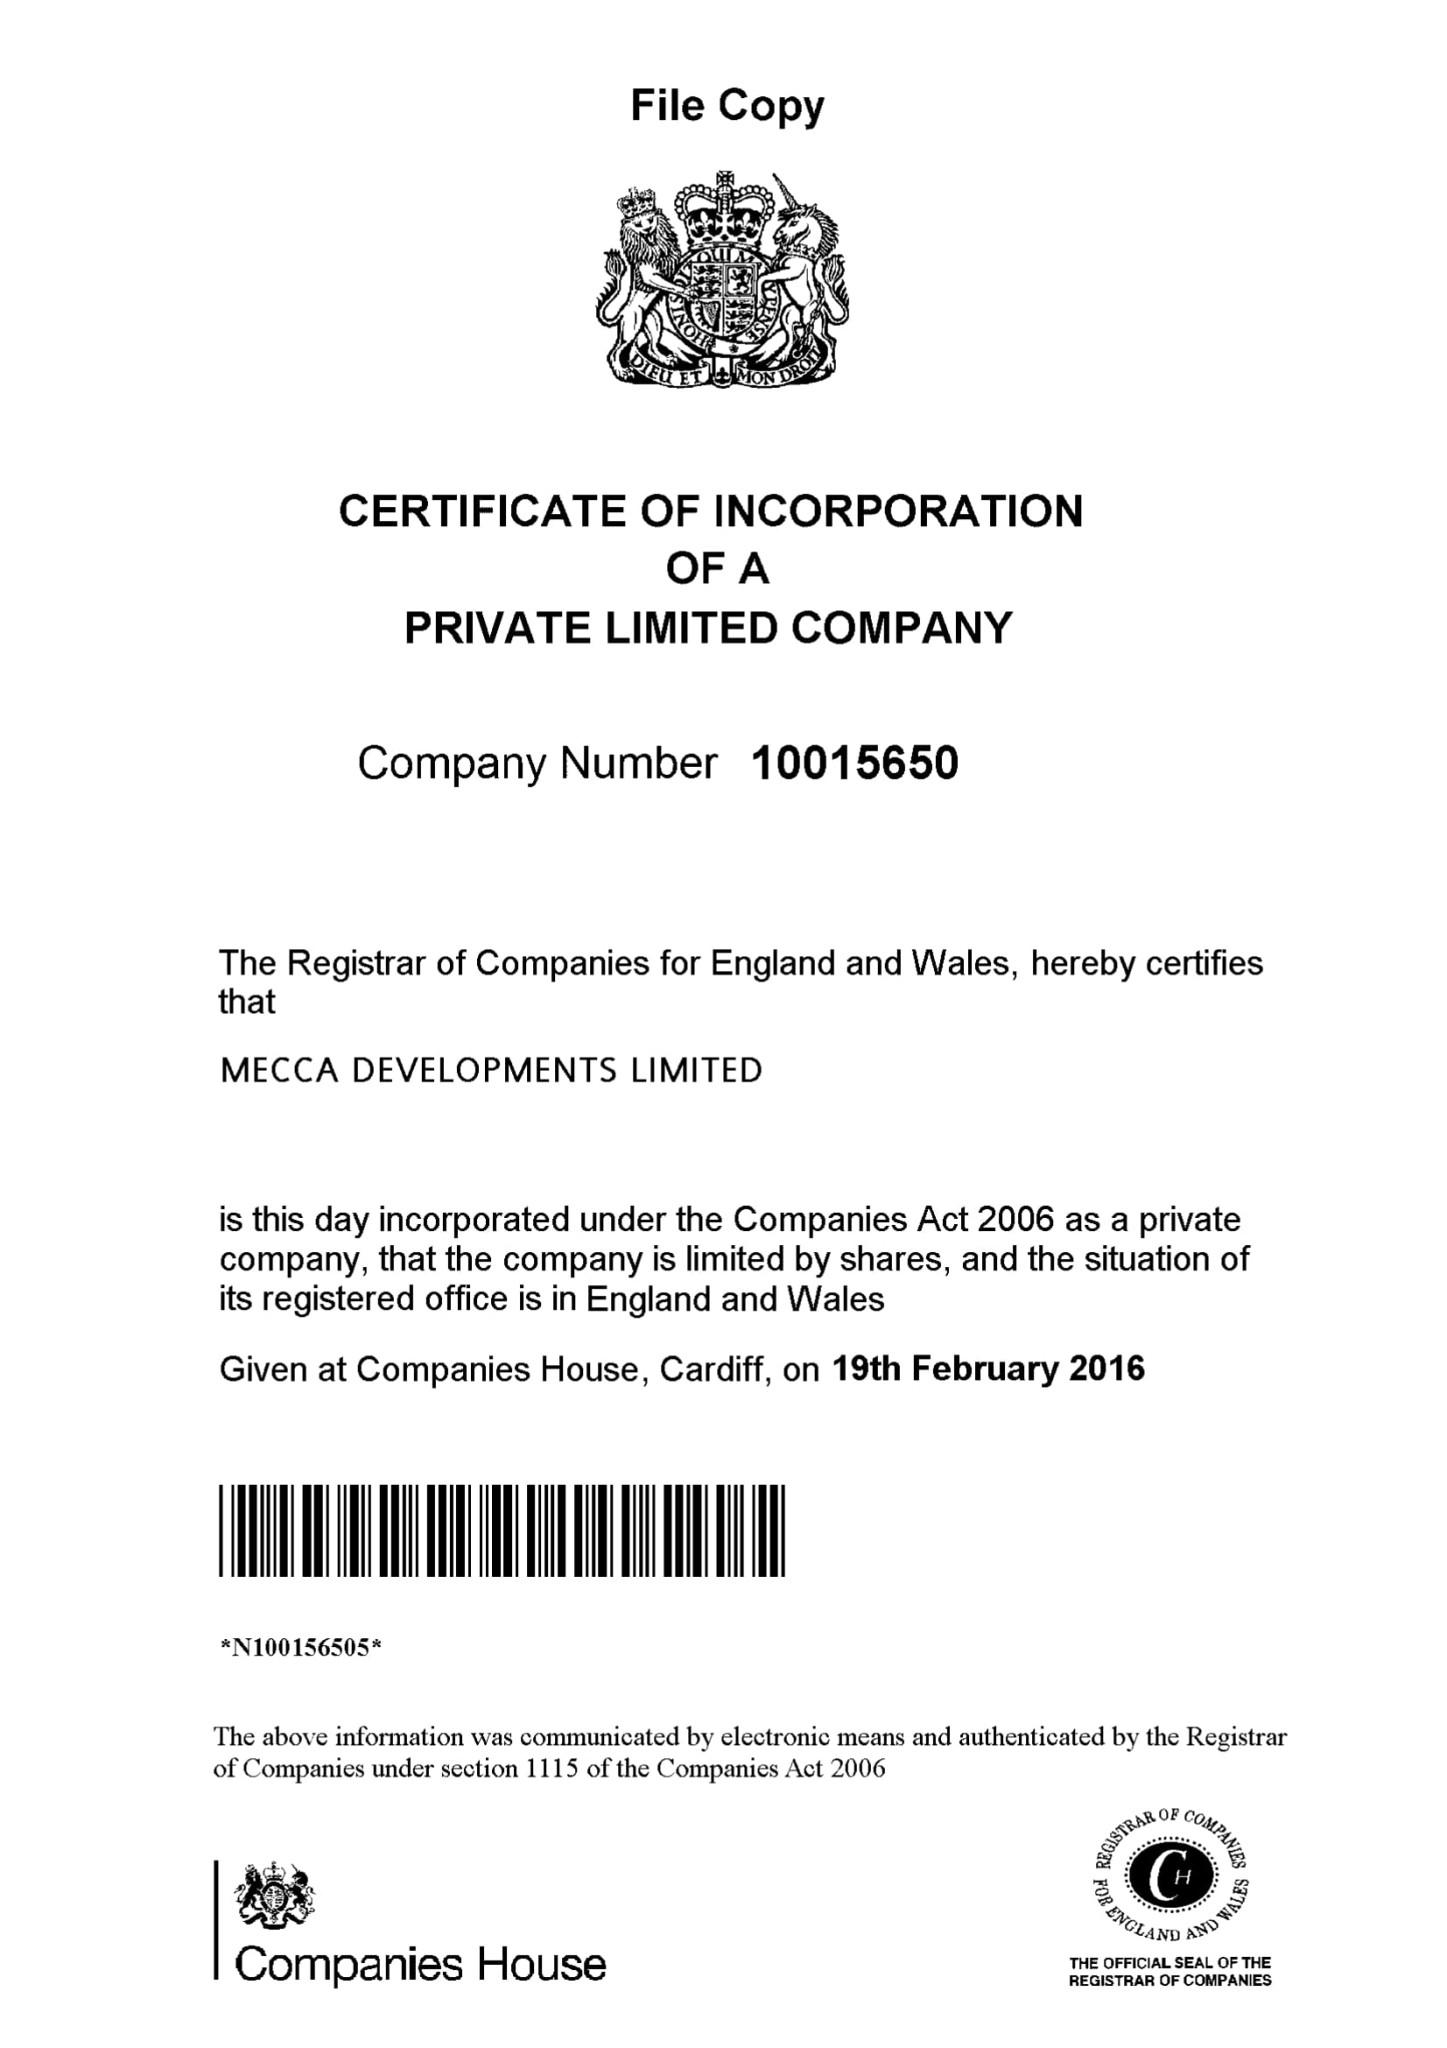 File Copy
HONI SOIT QUI MAL Y PENSE
DIEU ET MON DROIT
CERTIFICATE OF INCORPORATION
OF A
PRIVATE LIMITED COMPANY
Company Number 10015650
The Registrar of Companies for England and Wales, hereby certifies
that
MECCA DEVELOPMENTS LIMITED
is this day incorporated under the Companies Act 2006 as a private
company, that the company is limited by shares, and the situation of
its registered office is in England and Wales
Given at Companies House, Cardiff, on 19th February 2016
*N100156505*
The above information was communicated by electronic means and authenticated by the Registrar
of Companies under section 1115 of the Companies Act 2006
Companies House
REGISTRAR OF COMPANIES
FOR ENGLAND AND WALES
CH
THE OFFICIAL SEAL OF THE
REGISTRAR OF COMPANIES